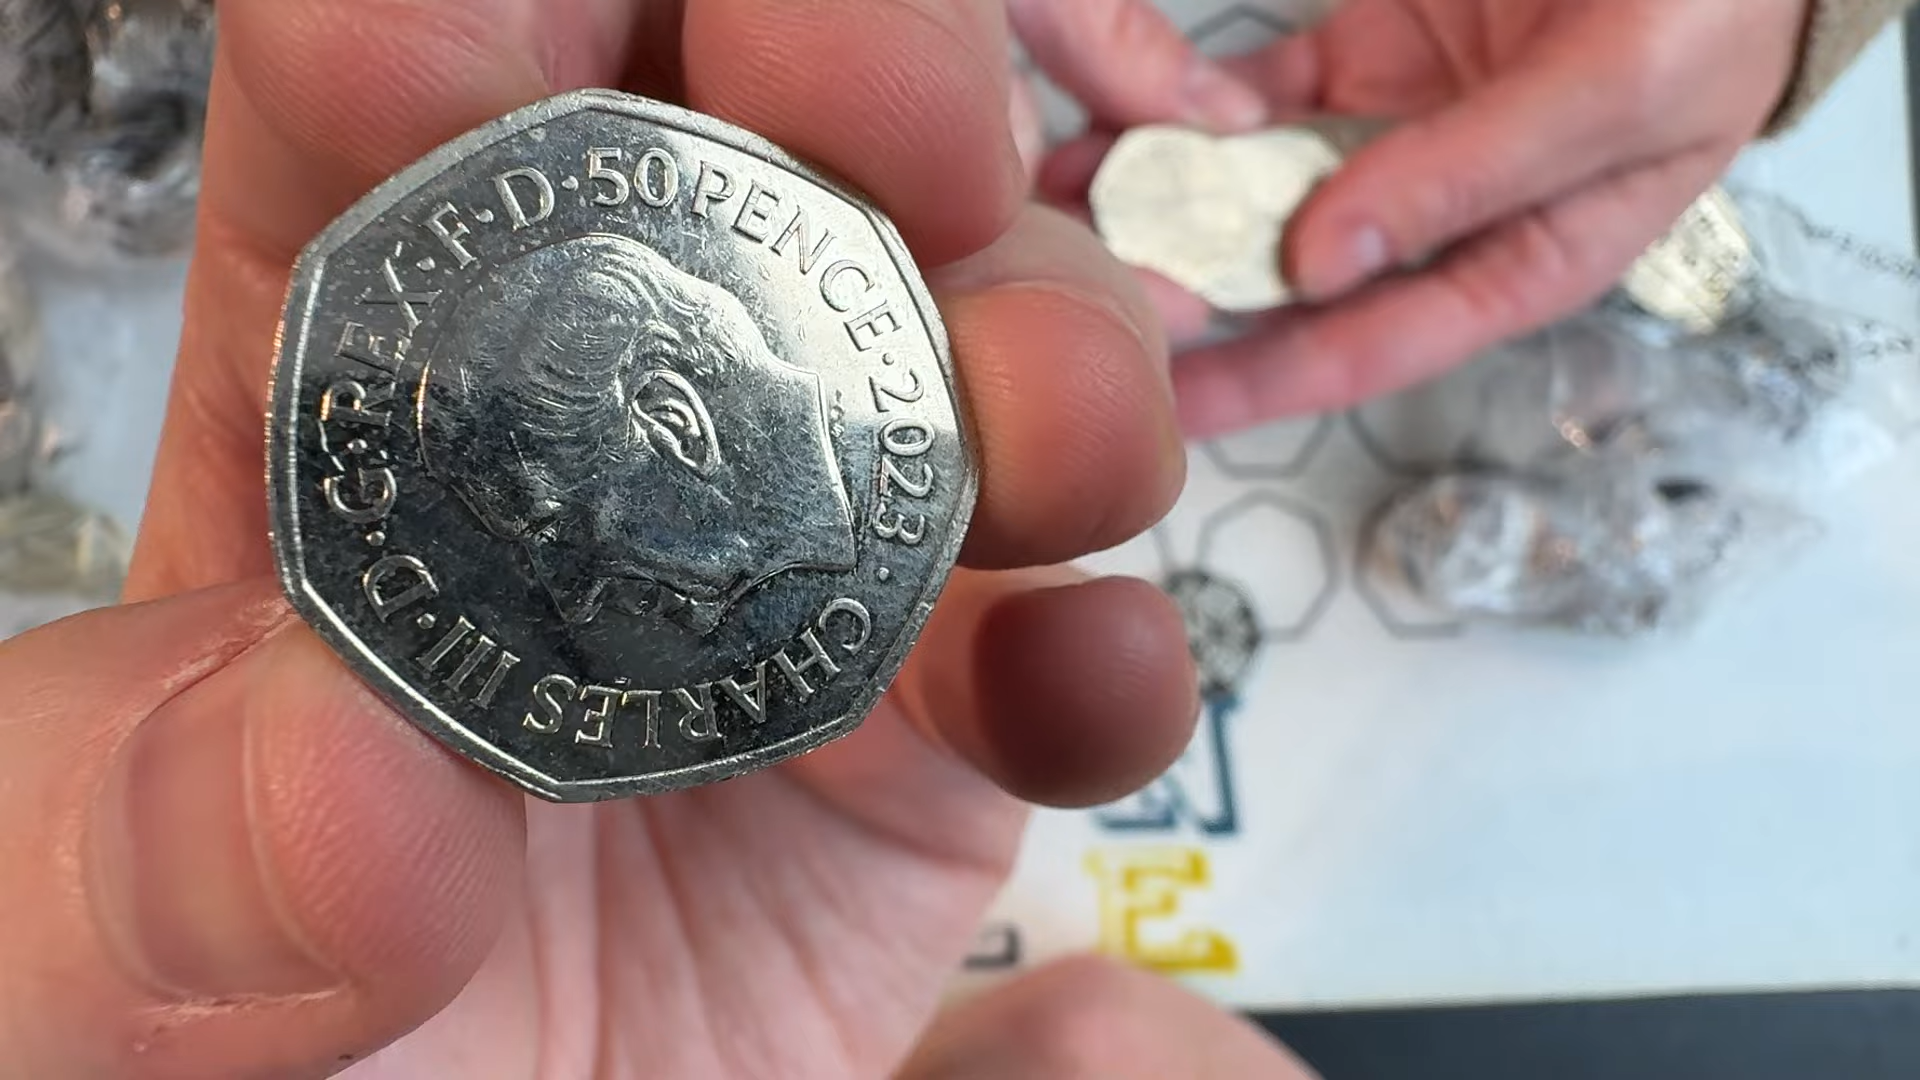 CHARLES III · D · G · REX · F · D · 50 PENCE · 2023 ·
E